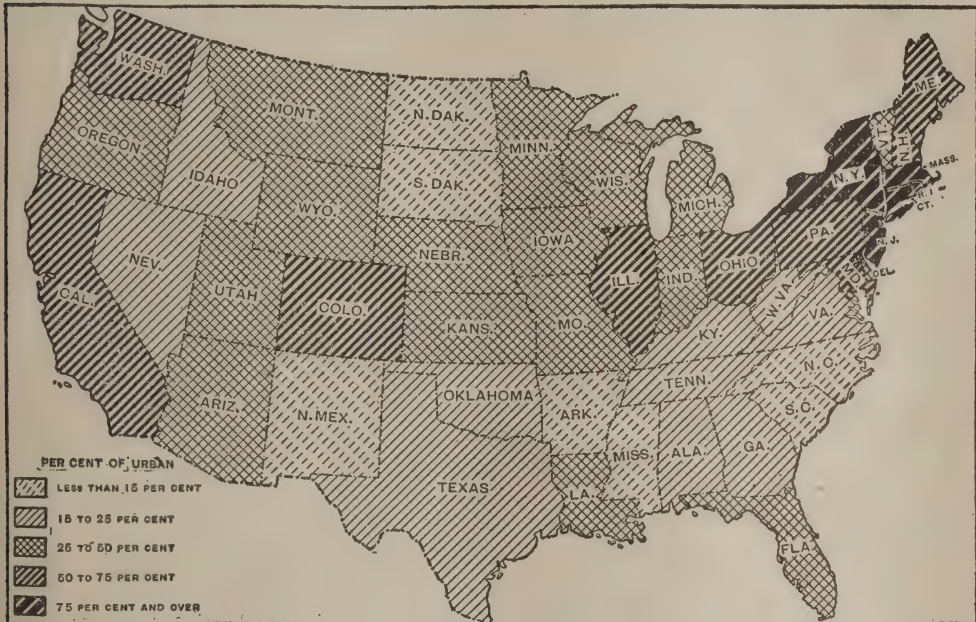 WASH.
MONT.
N.DAK.
MINN.
ME.
OREGON.
IDAHO
S.DAK.
WIS.
MICH.
VT.
N.H.
MASS.
N.Y.
R.I
CT.
WYO.
NEBR.
IOWA
PA.
N.J.
NEV.
UTAH
COLO.
KANS.
MO.
ILL.
IND.
OHIO
W.VA.
MD.
DEL.
VA.
CAL.
KY.
N.C.
ARIZ.
N.MEX.
OKLAHOMA
ARK.
TENN.
S.C.
TEXAS
LA.
MISS.
ALA.
GA.
FLA.
PER CENT OF URBAN
LESS THAN 15 PER CENT
15 TO 25 PER CENT
25 TO 50 PER CENT
50 TO 75 PER CENT
75 PER CENT AND OVER